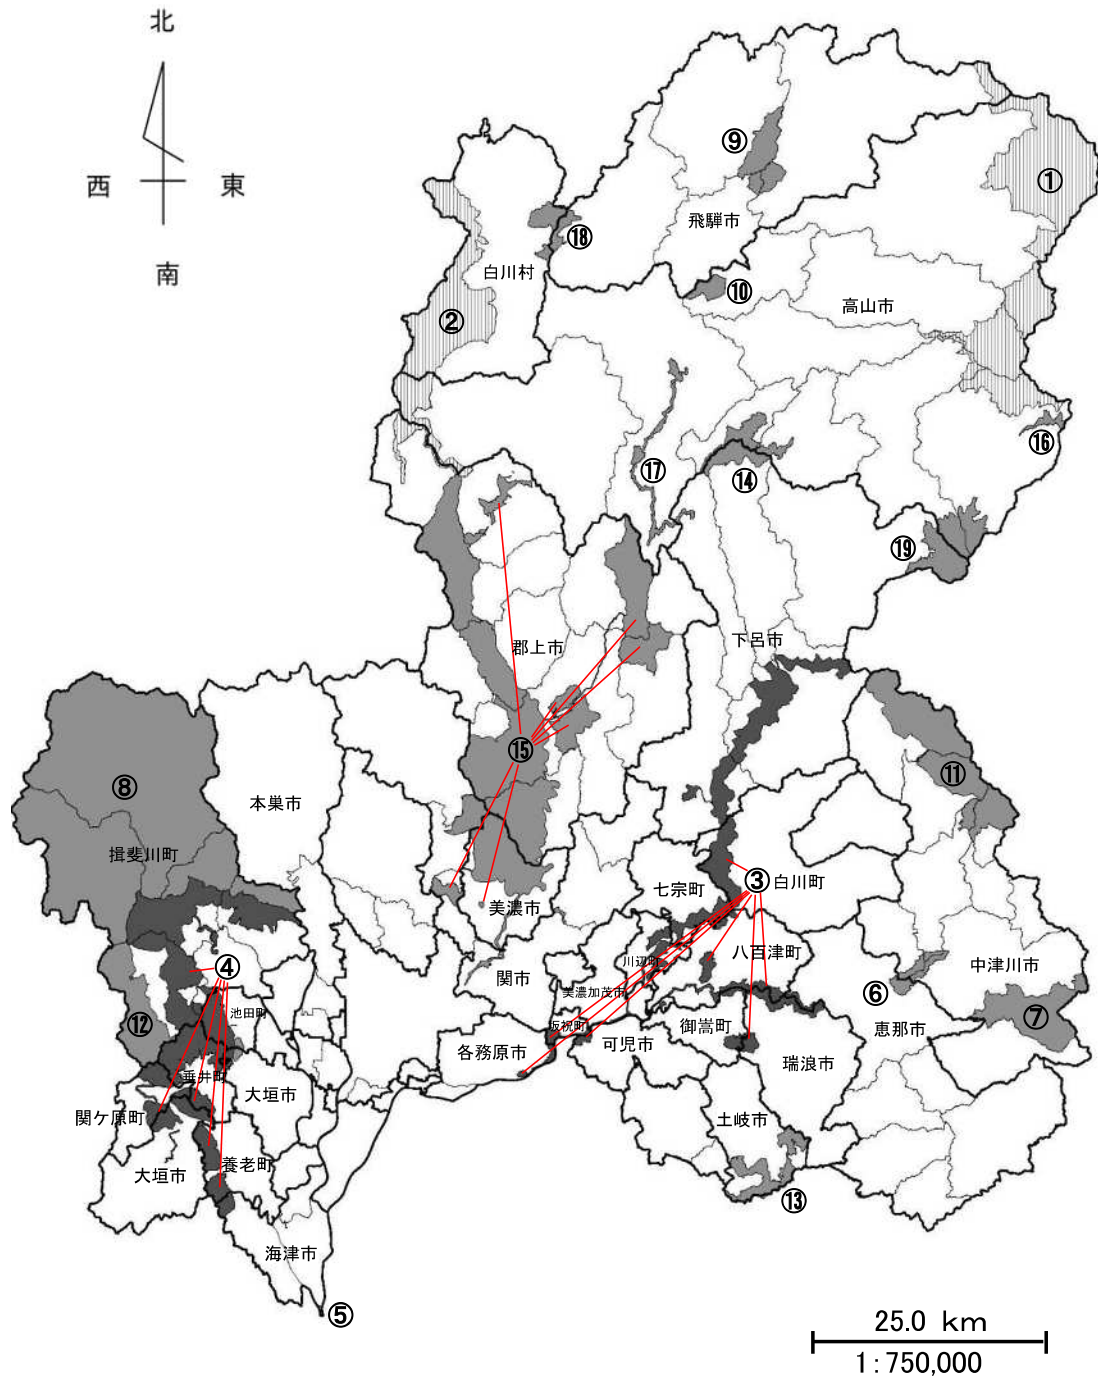 北
西
東
南
①
⑨
飛騨市
⑱
白川村
②
⑩
高山市
⑯
⑰
⑭
⑲
下呂市
郡上市
⑮
⑪
⑧
本巣市
揖斐川町
③
白川町
七宗町
美濃市
八百津町
川辺町
中津川市
関市
美濃加茂市
⑥
⑦
恵那市
④
池田町
⑫
坂祝町
御嵩町
各務原市
可児市
瑞浪市
垂井町
大垣市
関ケ原町
土岐市
養老町
大垣市
⑬
海津市
⑤
25.0 km
1:750,000